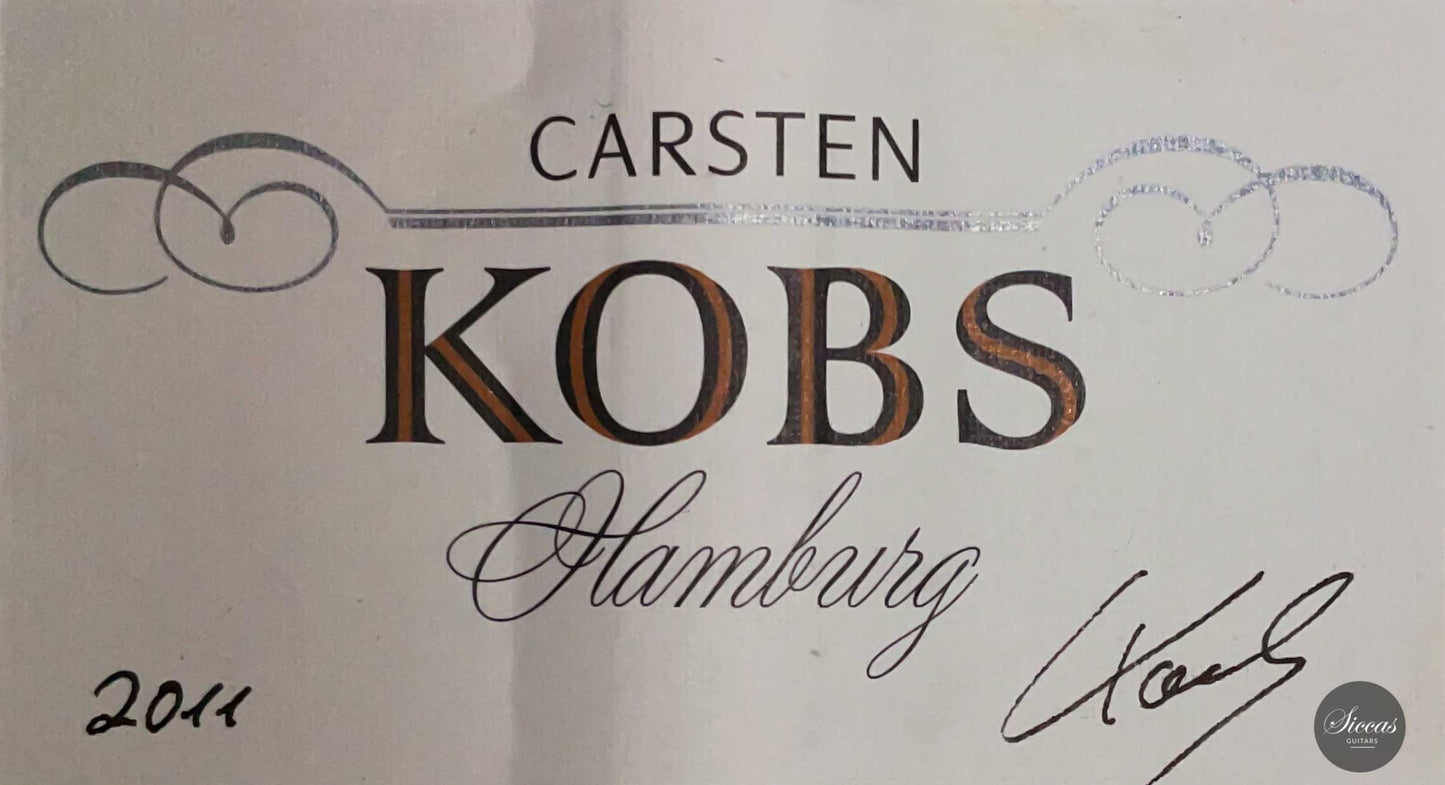 CARSTEN
KOBS
Hamburg
2011
Siccas
GUITARS